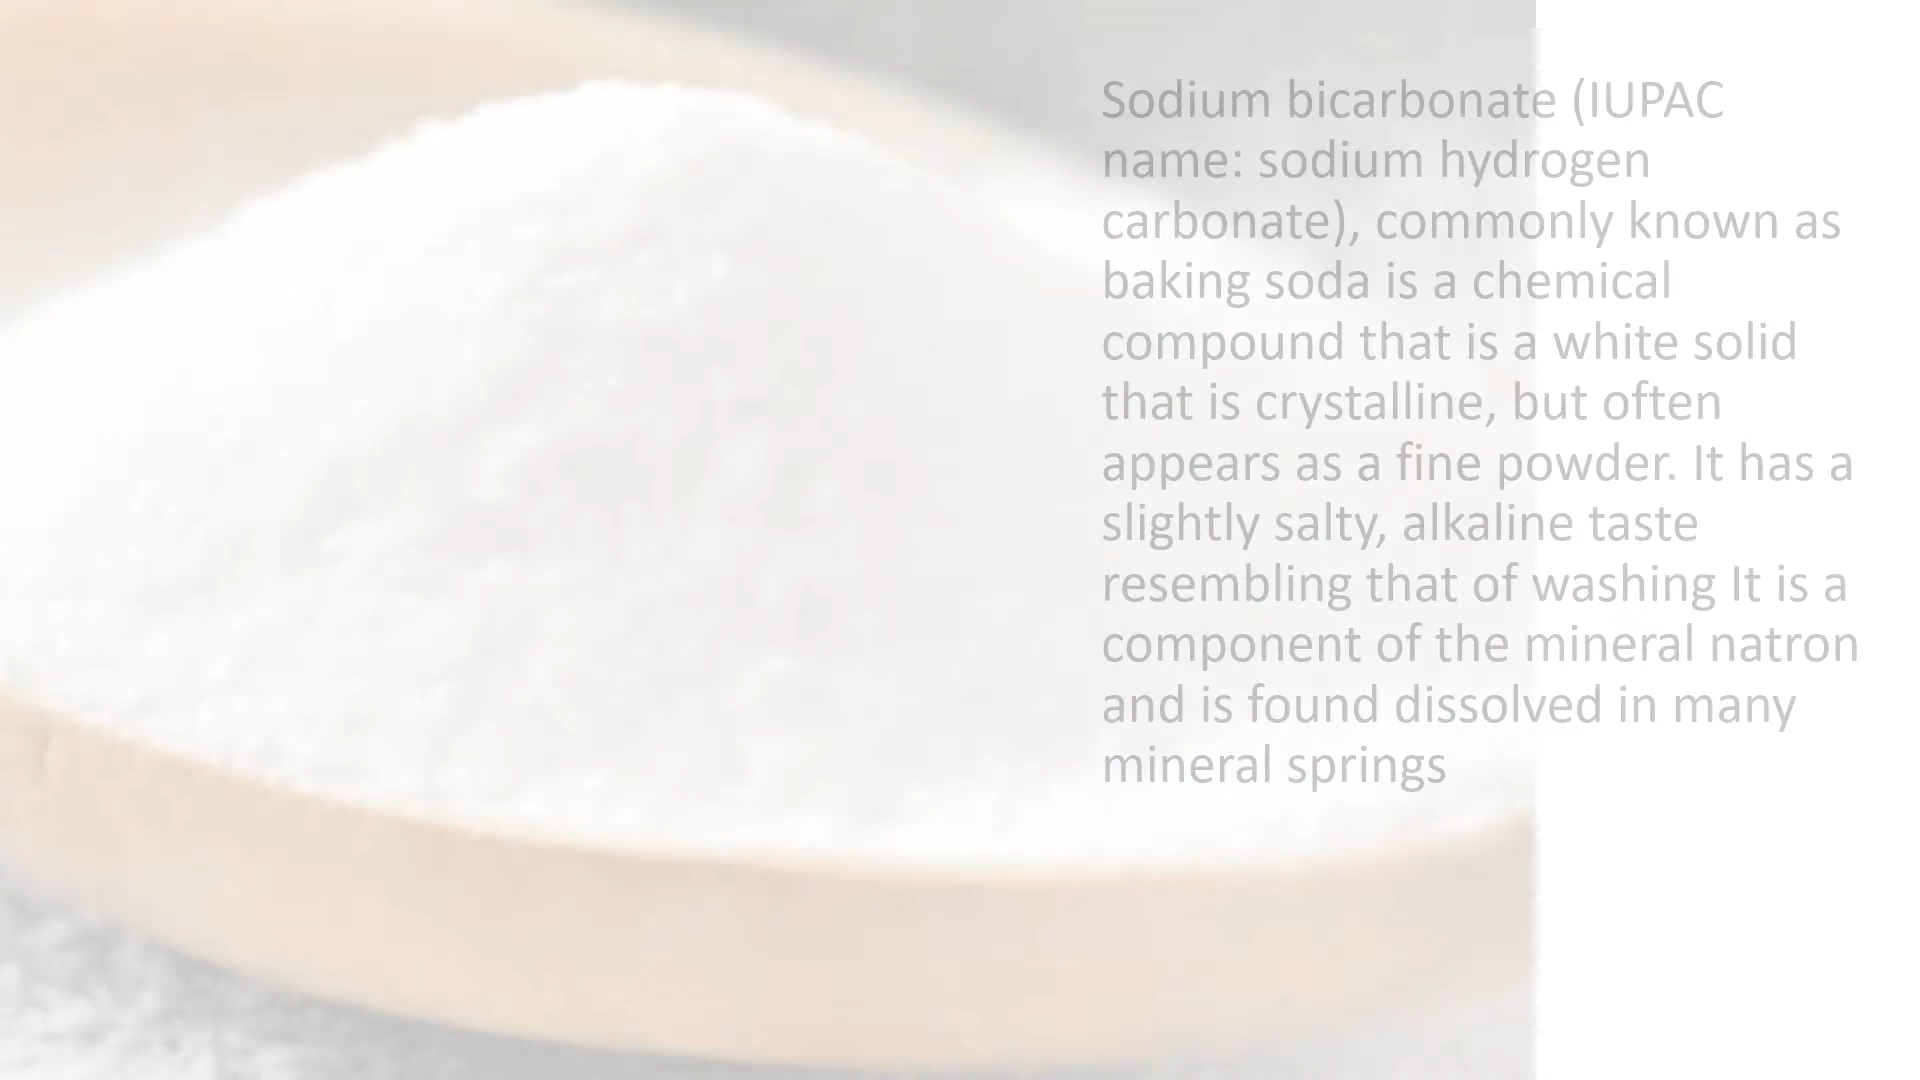 Sodium bicarbonate (IUPAC
name: sodium hydrogen
carbonate), commonly known as
baking soda is a chemical
compound that is a white solid
that is crystalline, but often
appears as a fine powder. It has a
slightly salty, alkaline taste
resembling that of washing It is a
component of the mineral natron
and is found dissolved in many
mineral springs